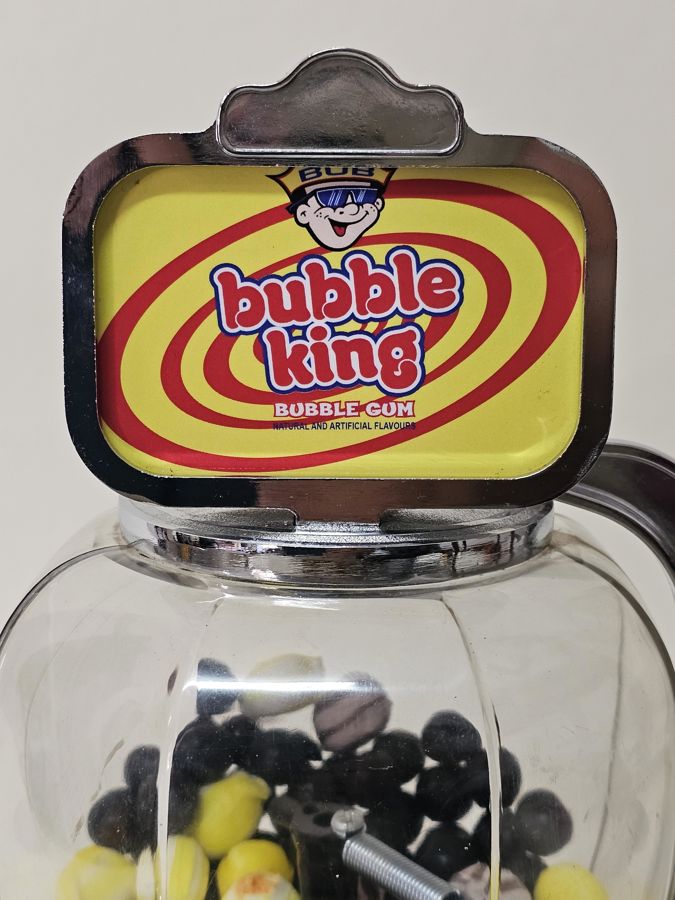 BUB
bubble
king
BUBBLE GUM
NATURAL AND ARTIFICIAL FLAVOURS